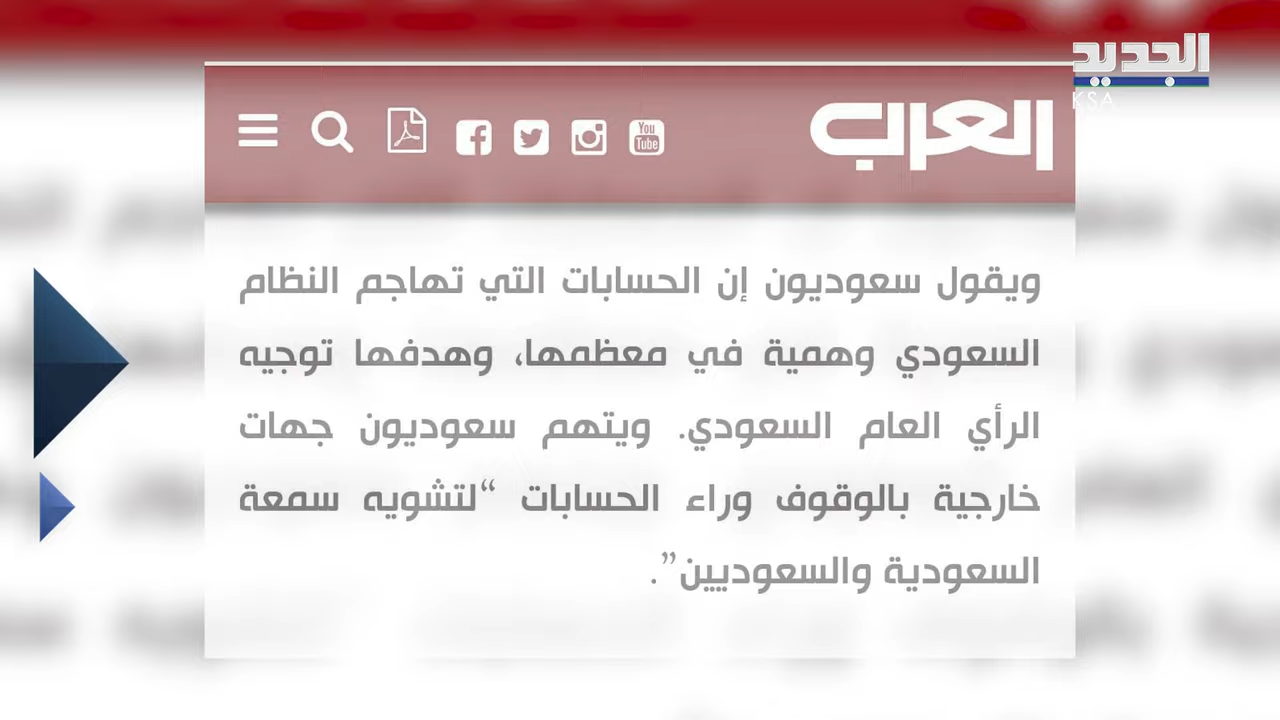 الجديد
KSA
العرب
You
Tube
ويقول سعوديون إن الحسابات التي تهاجم النظام
السعودي وهمية في معظمها، وهدفها توجيه
الرأي العام السعودي. ويتهم سعوديون جهات
خارجية بالوقوف وراء الحسابات “لتشويه سمعة
السعودية والسعوديين”.